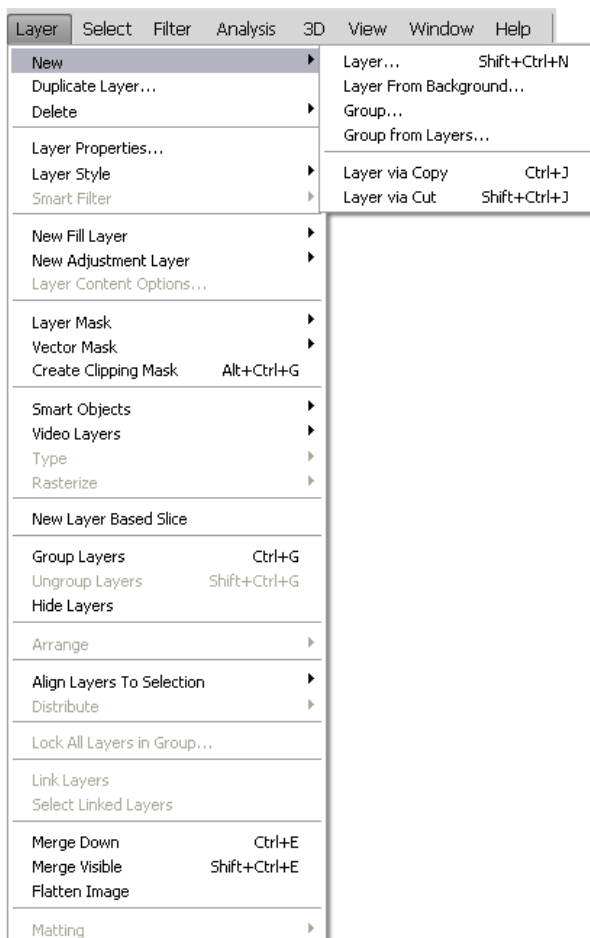 Layer Select Filter Analysis 3D View Window Help
New
Duplicate Layer...
Delete
Layer Properties...
Layer Style
Smart Filter
New Fill Layer
New Adjustment Layer
Layer Content Options...
Layer Mask
Vector Mask
Create Clipping Mask Alt+Ctrl+G
Smart Objects
Video Layers
Type
Rasterize
New Layer Based Slice
Group Layers Ctrl+G
Ungroup Layers Shift+Ctrl+G
Hide Layers
Arrange
Align Layers To Selection
Distribute
Lock All Layers in Group...
Link Layers
Select Linked Layers
Merge Down Ctrl+E
Merge Visible Shift+Ctrl+E
Flatten Image
Matting
Layer... Shift+Ctrl+N
Layer From Background...
Group...
Group from Layers...
Layer via Copy Ctrl+J
Layer via Cut Shift+Ctrl+J